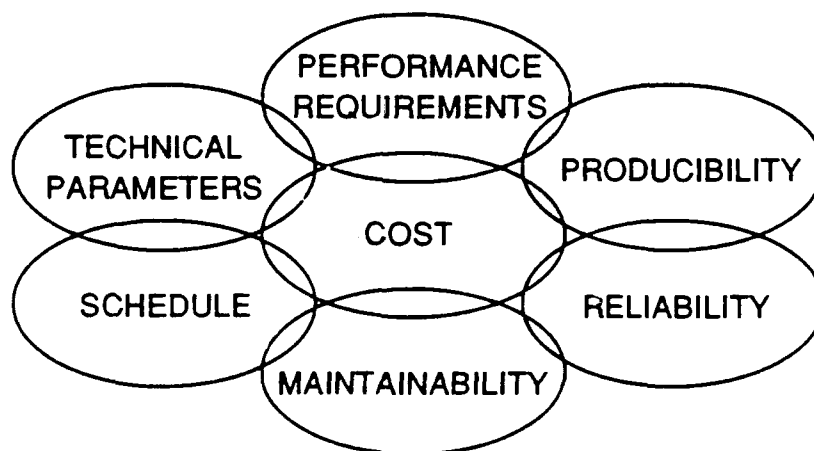 PERFORMANCE
REQUIREMENTS
TECHNICAL
PARAMETERS
PRODUCIBILITY
COST
SCHEDULE
RELIABILITY
MAINTAINABILITY